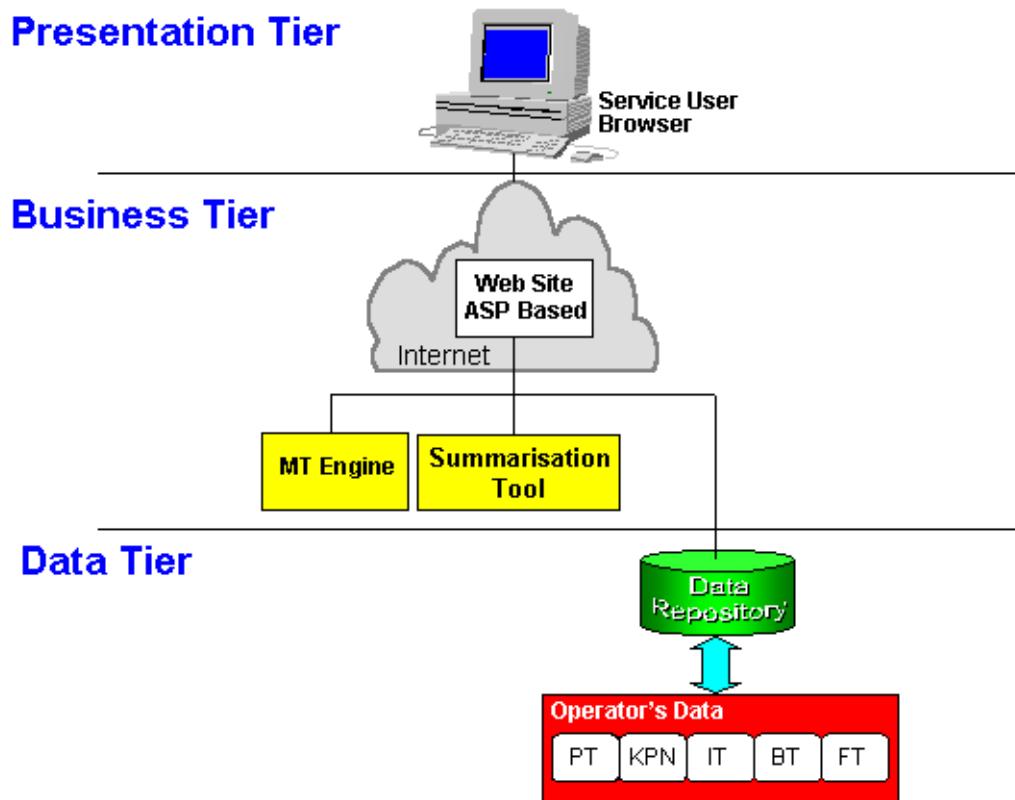 Presentation Tier
Service User
Browser
Business Tier
Web Site
ASP Based
Internet
MT Engine
Summarisation
Tool
Data Tier
Data
Repository
Operator's Data
PT KPN IT BT FT